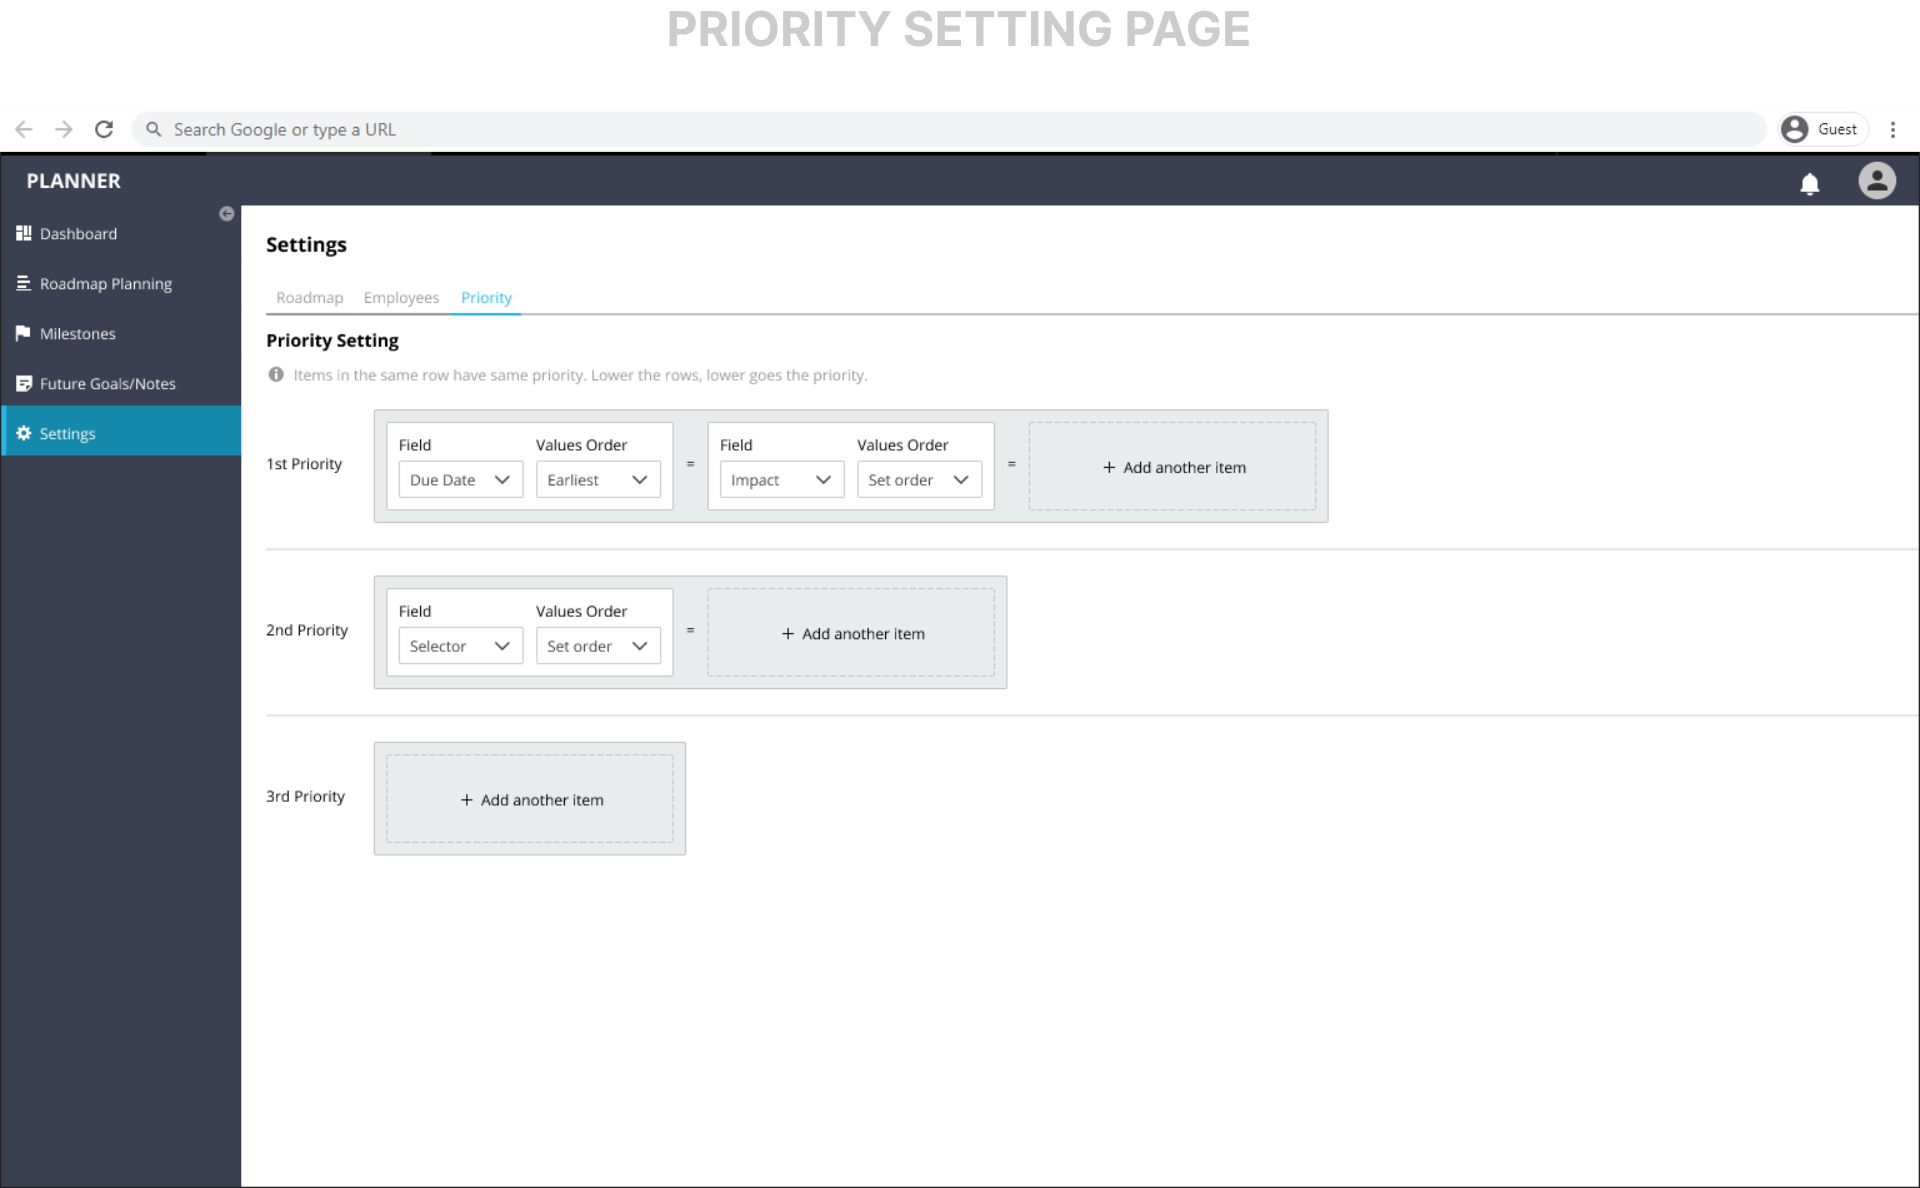 PRIORITY SETTING PAGE
Search Google or type a URL
Guest
PLANNER
Dashboard
Roadmap Planning
Milestones
Future Goals/Notes
Settings
Settings
Roadmap Employees Priority
Priority Setting
Items in the same row have same priority. Lower the rows, lower goes the priority.
1st Priority
Field Values Order
Due Date Earliest
=
Field Values Order
Impact Set order
=
+ Add another item
2nd Priority
Field Values Order
Selector Set order
=
+ Add another item
3rd Priority
+ Add another item